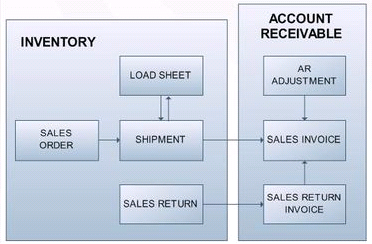 INVENTORY
LOAD SHEET
SALES
ORDER
SHIPMENT
SALES RETURN
ACCOUNT
RECEIVABLE
AR
ADJUSTMENT
SALES INVOICE
SALES RETURN
INVOICE